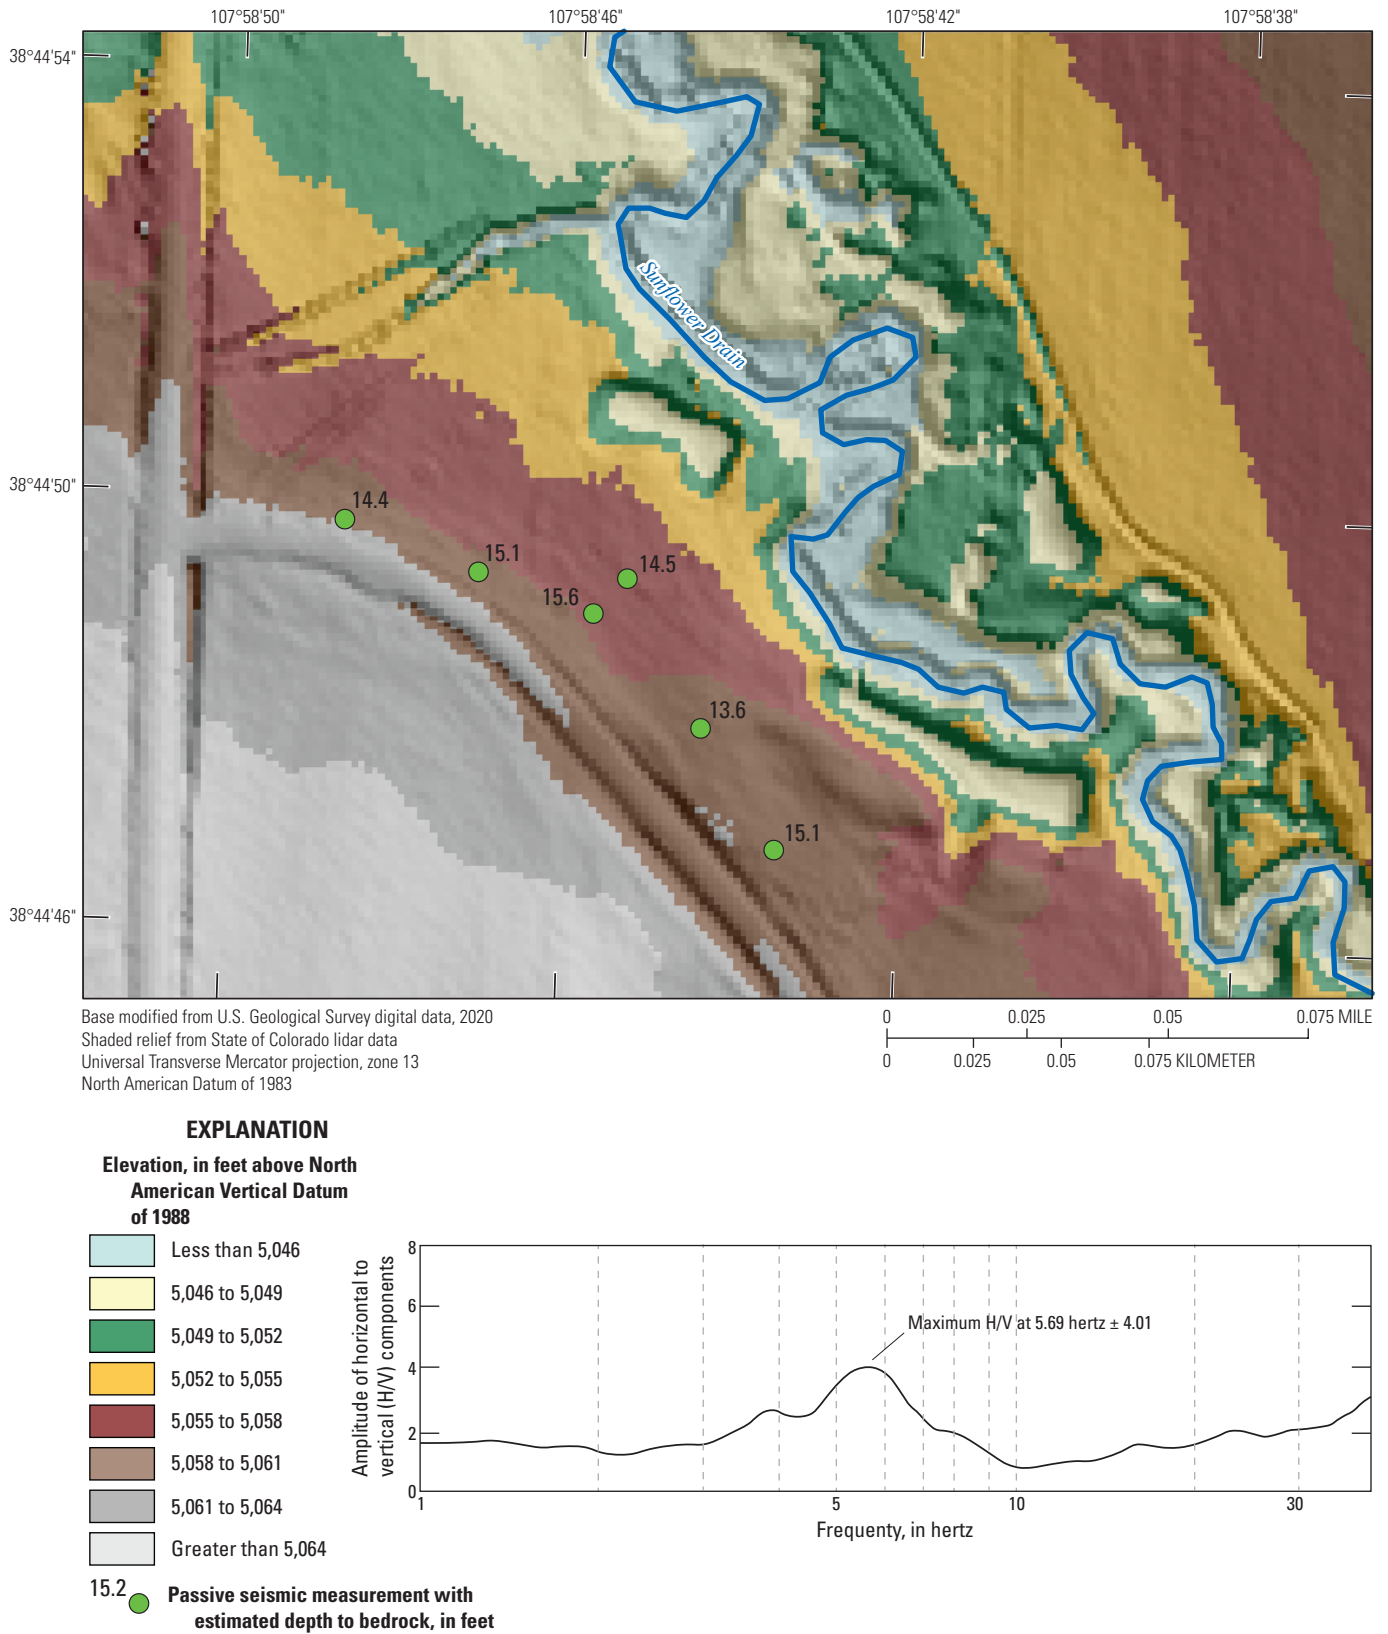 107°58'50"
107°58'46"
107°58'42"
107°58'38"
38°44'54"
Sunflower Drain
38°44'50"
14.4
15.1
14.5
15.6
13.6
15.1
38°44'46"
Base modified from U.S. Geological Survey digital data, 2020
Shaded relief from State of Colorado lidar data
Universal Transverse Mercator projection, zone 13
North American Datum of 1983
0 0.025 0.05 0.075 MILE
0 0.025 0.05 0.075 KILOMETER
EXPLANATION
Elevation, in feet above North
American Vertical Datum
of 1988
Less than 5,046
5,046 to 5,049
5,049 to 5,052
5,052 to 5,055
5,055 to 5,058
5,058 to 5,061
5,061 to 5,064
Greater than 5,064
15.2
Passive seismic measurement with
estimated depth to bedrock, in feet
Amplitude of horizontal to
vertical (H/V) components
8
6
4
2
0
Maximum H/V at 5.69 hertz ± 4.01
1 5 10 30
Frequenty, in hertz